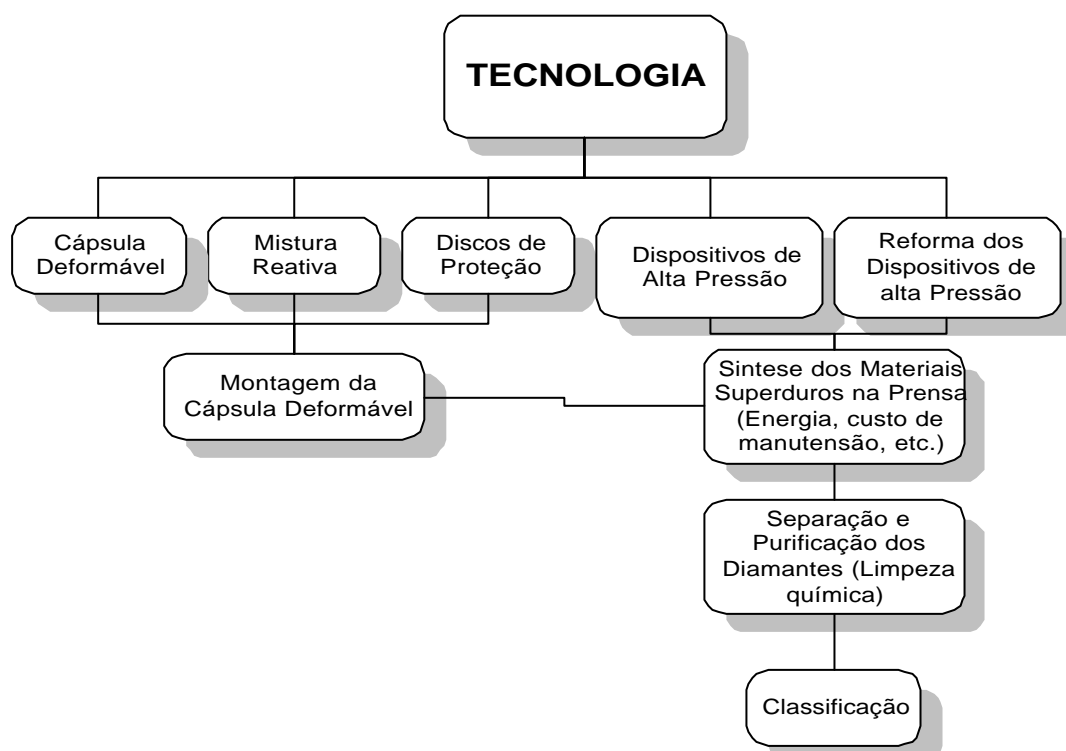 TECNOLOGIA
Cápsula
Deformável
Mistura
Reativa
Discos de
Proteção
Dispositivos de
Alta Pressão
Reforma dos
Dispositivos de
alta Pressão
Montagem da
Cápsula Deformável
Sintese dos Materiais
Superduros na Prensa
(Energia, custo de
manutensão, etc.)
Separação e
Purificação dos
Diamantes (Limpeza
química)
Classificação